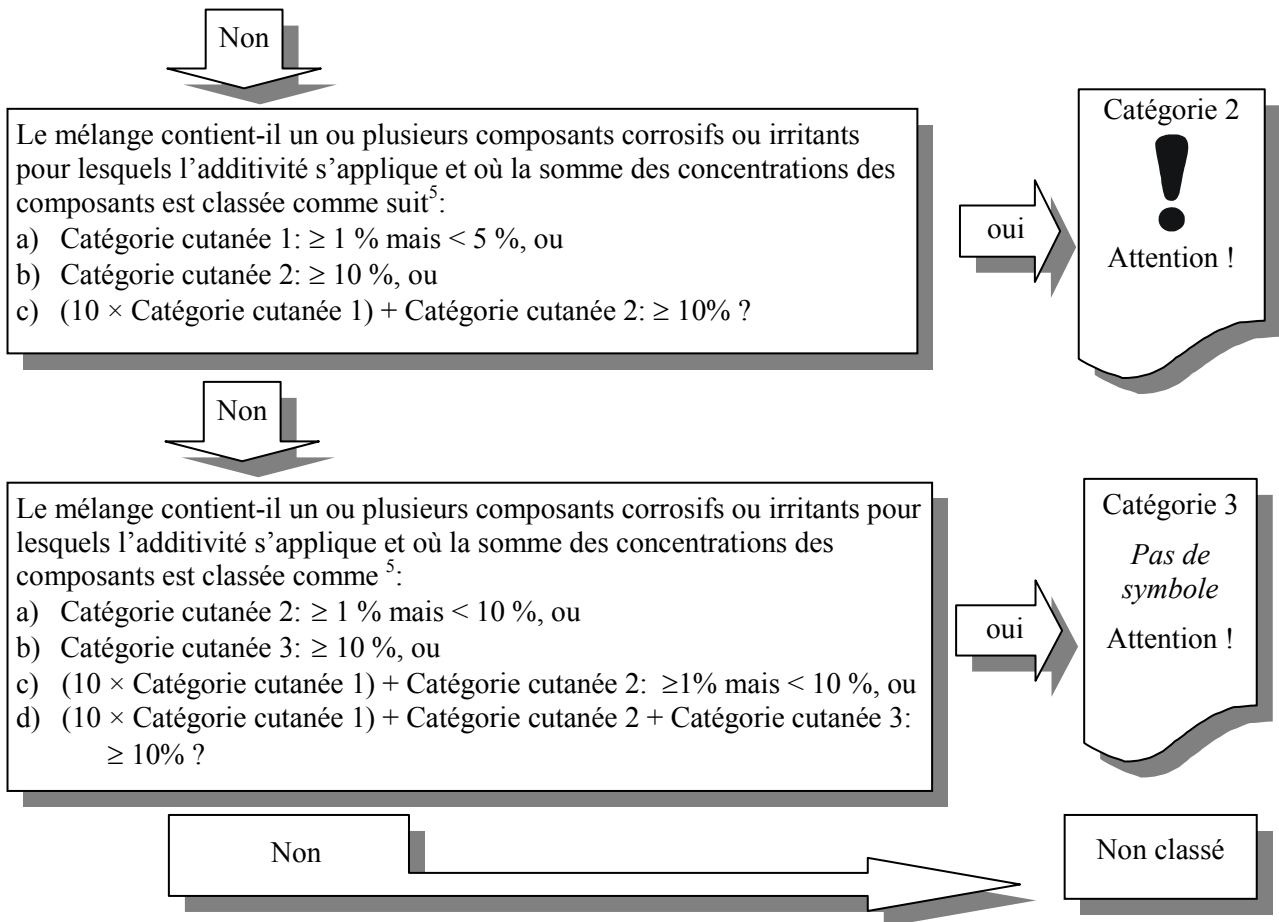 Non
Le mélange contient-il un ou plusieurs composants corrosifs ou irritants
pour lesquels l’additivité s’applique et où la somme des concentrations des
composants est classée comme suit⁵:
a) Catégorie cutanée 1: ≥ 1 % mais < 5 %, ou
b) Catégorie cutanée 2: ≥ 10 %, ou
c) (10 × Catégorie cutanée 1) + Catégorie cutanée 2: ≥ 10% ?
oui
Catégorie 2
!
Attention !
Non
Le mélange contient-il un ou plusieurs composants corrosifs ou irritants pour
lesquels l’additivité s’applique et où la somme des concentrations des
composants est classée comme ⁵:
a) Catégorie cutanée 2: ≥ 1 % mais < 10 %, ou
b) Catégorie cutanée 3: ≥ 10 %, ou
c) (10 × Catégorie cutanée 1) + Catégorie cutanée 2: ≥1% mais < 10 %, ou
d) (10 × Catégorie cutanée 1) + Catégorie cutanée 2 + Catégorie cutanée 3:
≥ 10% ?
oui
Catégorie 3
Pas de
symbole
Attention !
Non
Non classé